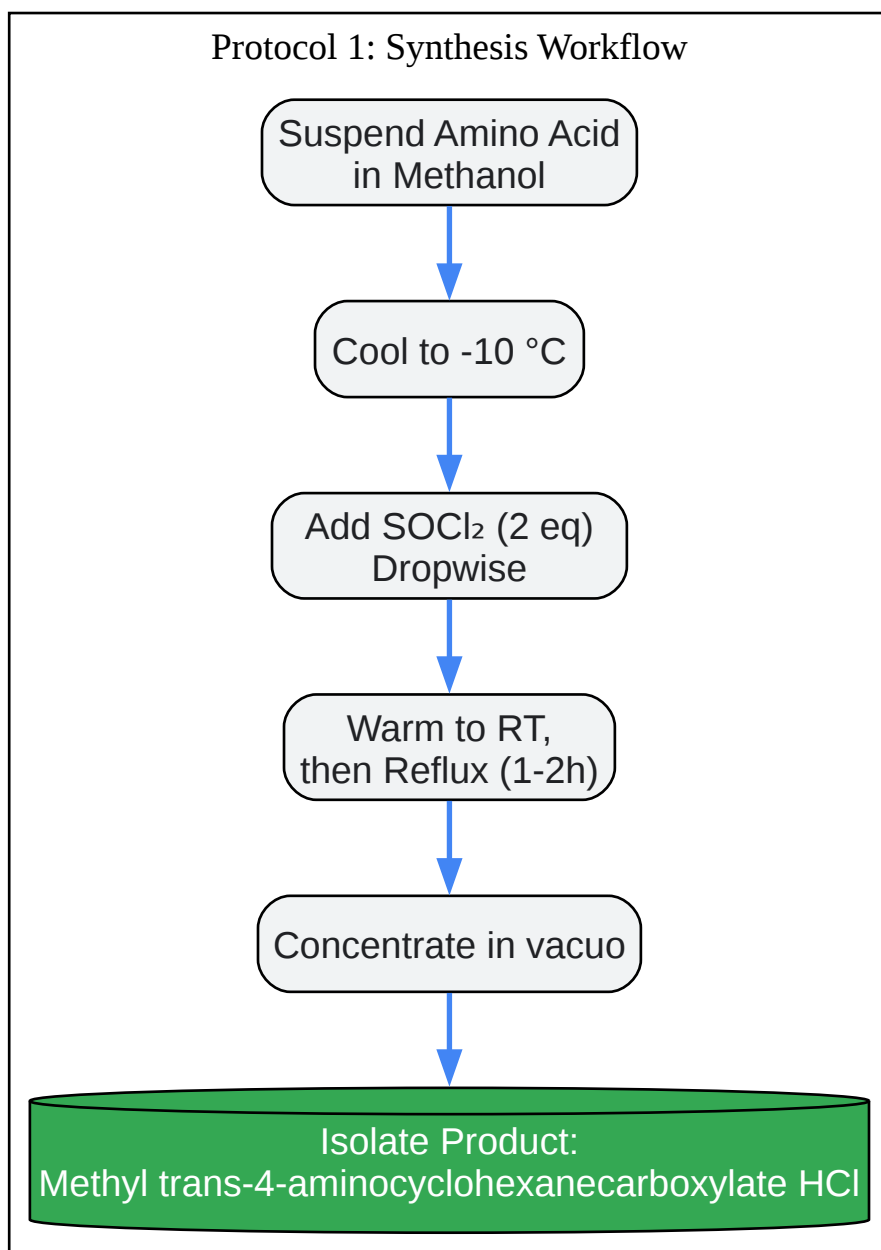 Protocol 1: Synthesis Workflow
Suspend Amino Acid
in Methanol
Cool to -10 °C
Add SOCl₂ (2 eq)
Dropwise
Warm to RT,
then Reflux (1-2h)
Concentrate in vacuo
Isolate Product:
Methyl trans-4-aminocyclohexanecarboxylate HCl